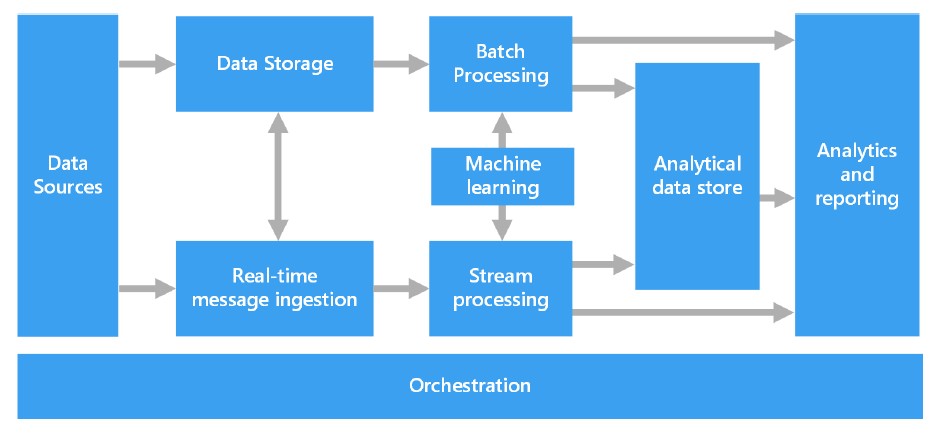 Data
Sources
Data Storage
Batch
Processing
Machine
learning
Real-time
message ingestion
Stream
processing
Analytical
data store
Analytics
and
reporting
Orchestration